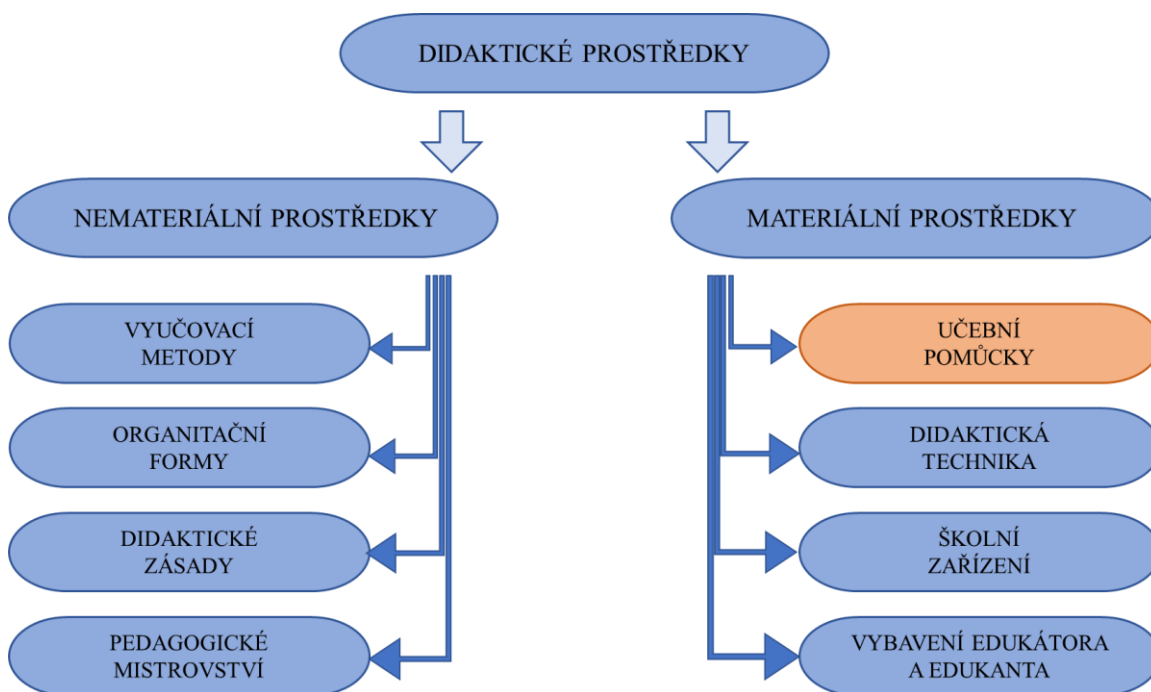 DIDAKTICKÉ PROSTŘEDKY
NEMATERIÁLNÍ PROSTŘEDKY
MATERIÁLNÍ PROSTŘEDKY
VYUČOVACÍ
METODY
ORGANITAČNÍ
FORMY
DIDAKTICKÉ
ZÁSADY
PEDAGOGICKÉ
MISTROVSTVÍ
UČEBNÍ
POMŮCKY
DIDAKTICKÁ
TECHNIKA
ŠKOLNÍ
ZAŘÍZENÍ
VYBAVENÍ EDUKÁTORA
A EDUKANTA